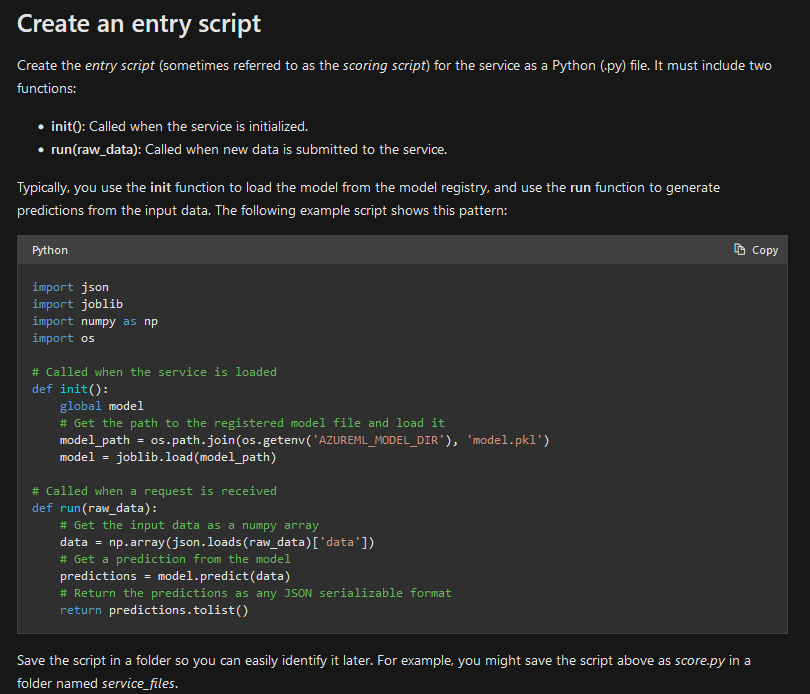 Create an entry script
Create the entry script (sometimes referred to as the scoring script) for the service as a Python (.py) file. It must include two
functions:
• init(): Called when the service is initialized.
• run(raw_data): Called when new data is submitted to the service.
Typically, you use the init function to load the model from the model registry, and use the run function to generate
predictions from the input data. The following example script shows this pattern:
Python Copy
import json
import joblib
import numpy as np
import os
# Called when the service is loaded
def init():
    global model
    # Get the path to the registered model file and load it
    model_path = os.path.join(os.getenv('AZUREML_MODEL_DIR'), 'model.pkl')
    model = joblib.load(model_path)
# Called when a request is received
def run(raw_data):
    # Get the input data as a numpy array
    data = np.array(json.loads(raw_data)['data'])
    # Get a prediction from the model
    predictions = model.predict(data)
    # Return the predictions as any JSON serializable format
    return predictions.tolist()
Save the script in a folder so you can easily identify it later. For example, you might save the script above as score.py in a
folder named service_files.